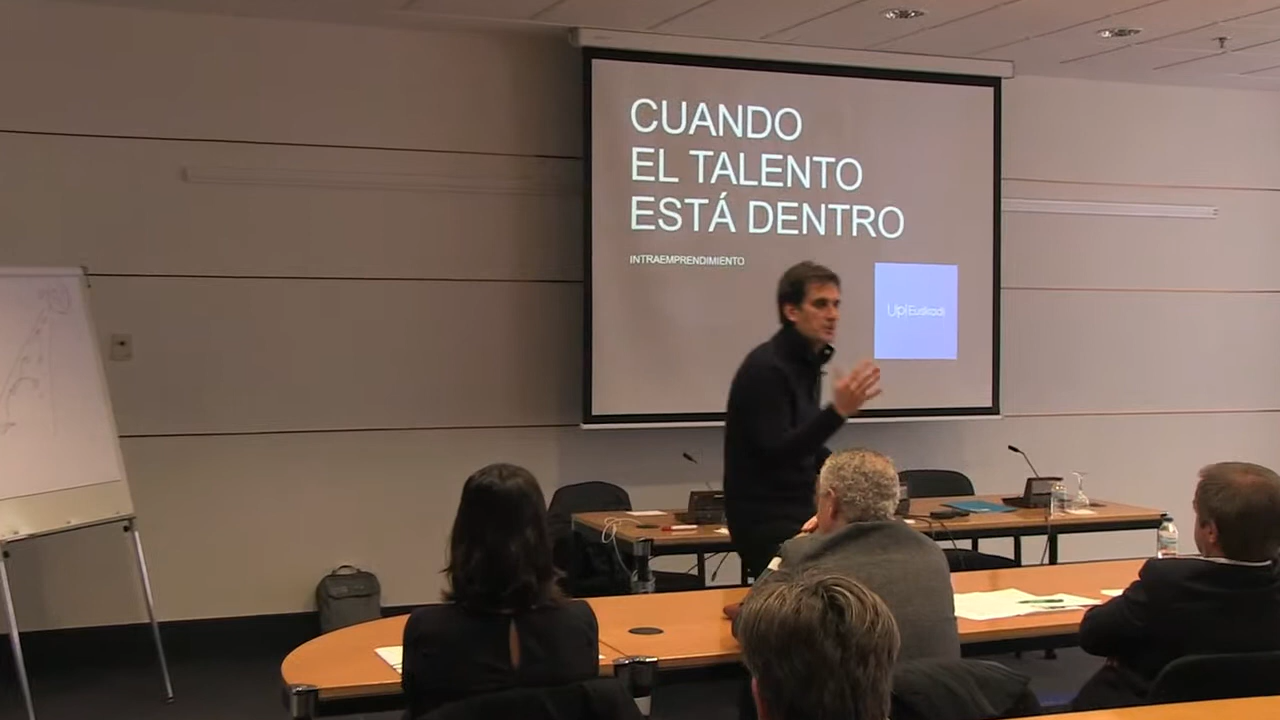 CUANDO
EL TALENTO
ESTÁ DENTRO
INTRAEMPRENDIMIENTO
Up|Euskadi